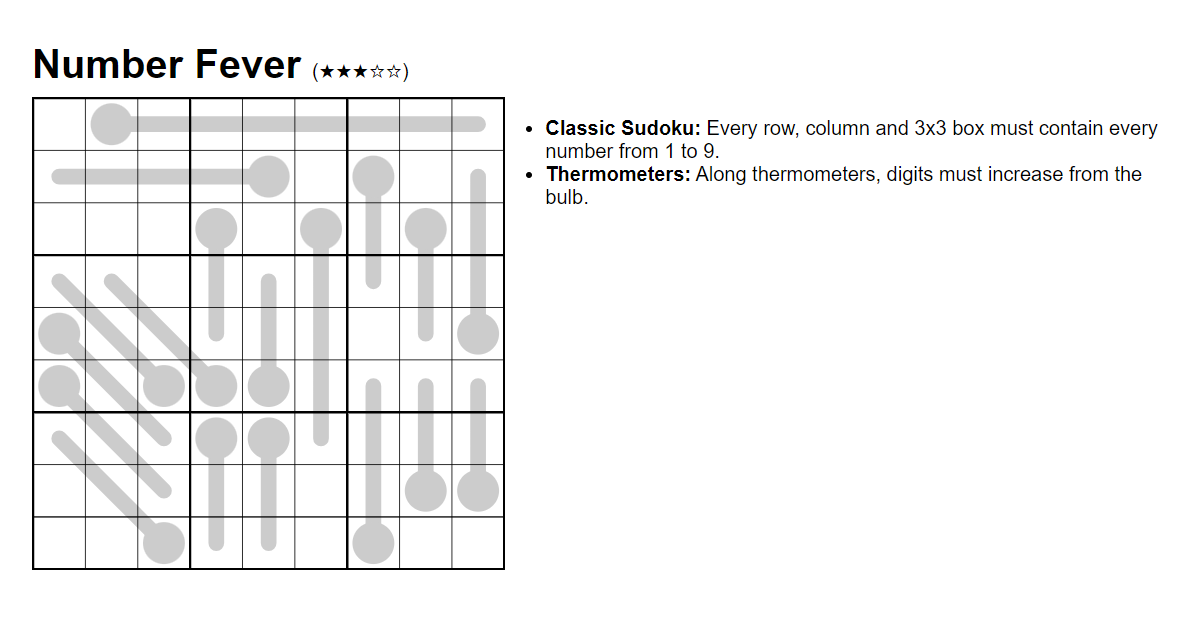 Number Fever (★★★☆☆)
• Classic Sudoku: Every row, column and 3x3 box must contain every
number from 1 to 9.
• Thermometers: Along thermometers, digits must increase from the
bulb.